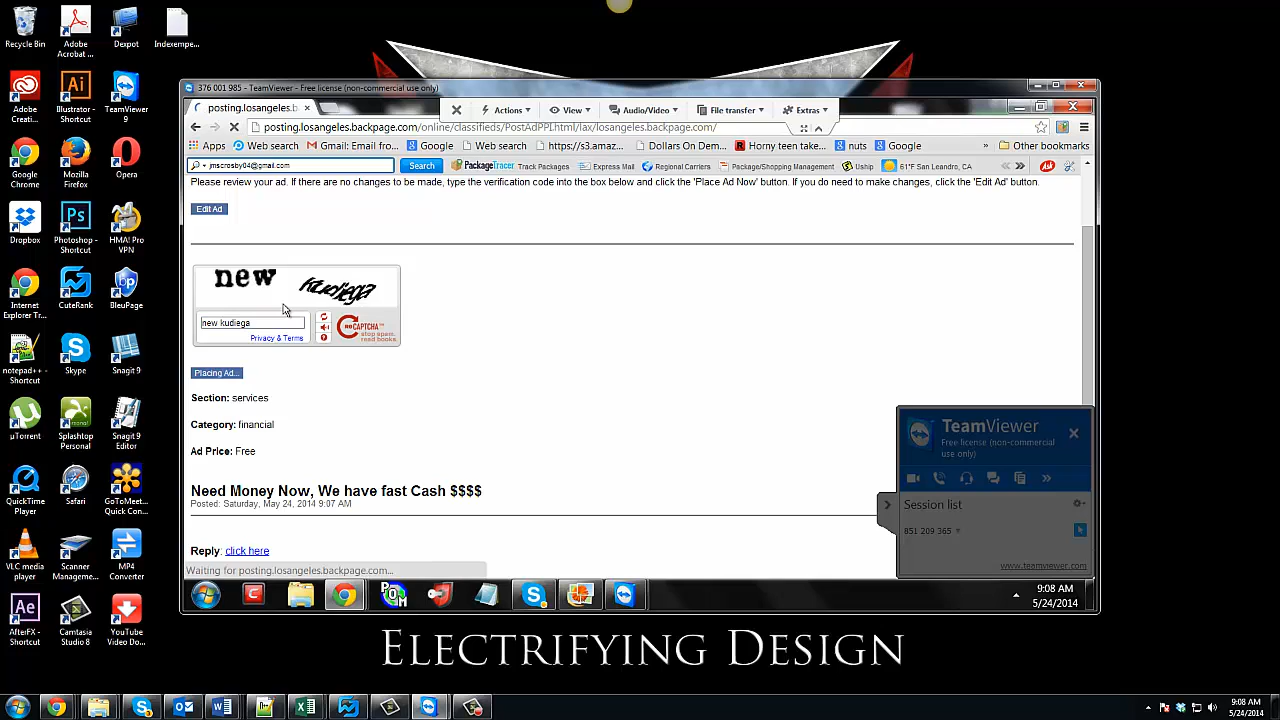 Recycle Bin
Adobe Acrobat ...
Dexpot
Indexempe...
Adobe Creati...
Illustrator - Shortcut
TeamViewer 9
Google Chrome
Mozilla Firefox
Opera
Dropbox
Photoshop - Shortcut
HMA! Pro VPN
Internet Explorer Tr...
CuteRank
BleuPage
notepad++ - Shortcut
Skype
Snagit 9
µTorrent
Splashtop Personal
Snagit 9 Editor
QuickTime Player
Safari
GoToMeet... Quick Con...
VLC media player
Scanner Manageme...
MP4 Converter
AfterFX - Shortcut
Camtasia Studio 8
YouTube Video Do...
376 001 985 - TeamViewer - Free license (non-commercial use only)
posting.losangeles.b
Actions
View
Audio/Video
File transfer
Extras
posting.losangeles.backpage.com/online/classifieds/PostAdPPI.html/lax/losangeles.backpage.com/
Apps Web search Gmail: Email fro... Google Web search https://s3.amaz... Dollars On Dem... Horny teen take... nuts Google » Other bookmarks
jmscrosby04@gmail.com Search PackageTracer Track Packages Express Mail Regional Carriers Package/Shopping Management Uship 61°F San Leandro, CA Ask
Please review your ad. If there are no changes to be made, type the verification code into the box below and click the 'Place Ad Now' button. If you do need to make changes, click the 'Edit Ad' button.
Edit Ad
new kudiega
new kudiega
Privacy & Terms
reCAPTCHA™
stop spam.
read books.
Placing Ad...
Section: services
Category: financial
Ad Price: Free
Need Money Now, We have fast Cash $$$$
Posted: Saturday, May 24, 2014 9:07 AM
Reply: click here
Waiting for posting.losangeles.backpage.com...
TeamViewer
Free license (non-commercial
use only)
Session list
851 209 365
www.teamviewer.com
9:08 AM
5/24/2014
Electrifying Design
9:08 AM
5/24/2014